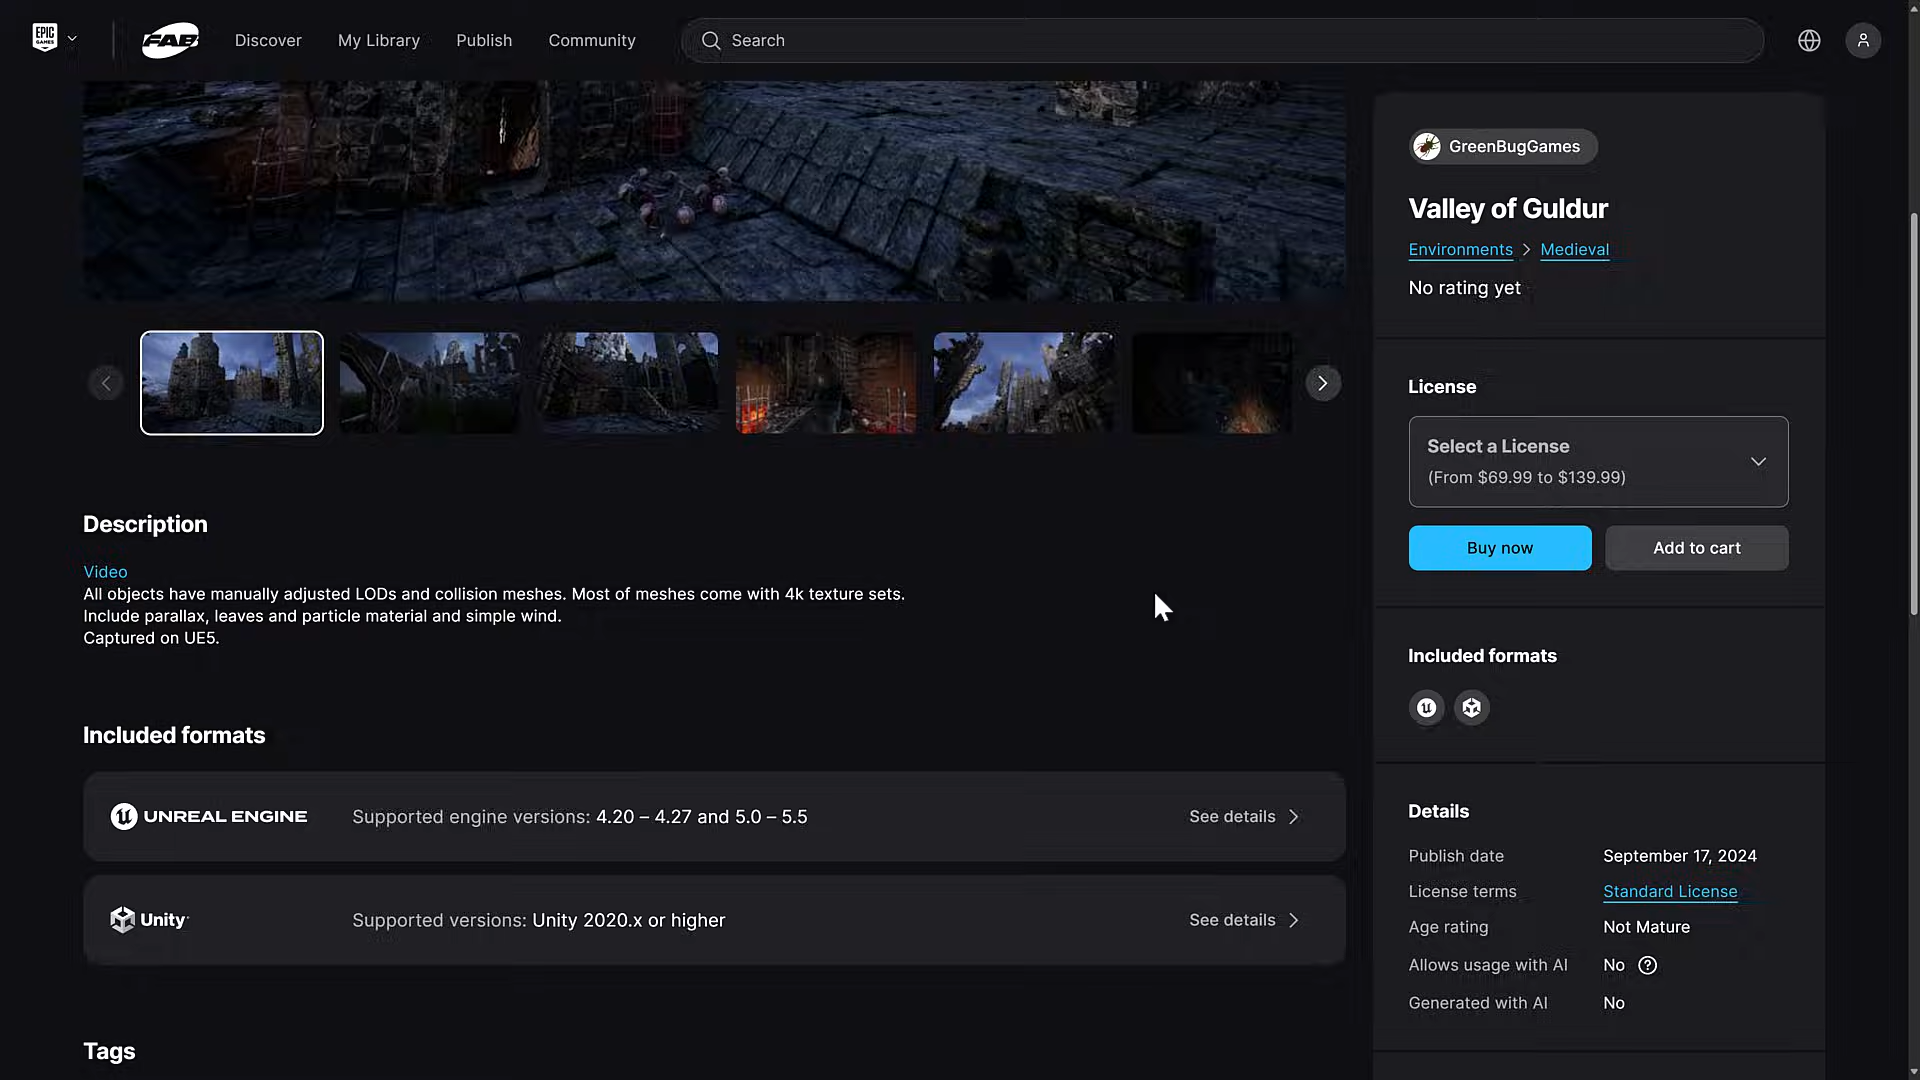 EPIC GAMES
FAB
Discover
My Library
Publish
Community
Search
GreenBugGames
Valley of Guldur
Environments > Medieval
No rating yet
License
Select a License
(From $69.99 to $139.99)
Buy now
Add to cart
Description
Video
All objects have manually adjusted LODs and collision meshes. Most of meshes come with 4k texture sets.
Include parallax, leaves and particle material and simple wind.
Captured on UE5.
Included formats
UNREAL ENGINE
Supported engine versions: 4.20 – 4.27 and 5.0 – 5.5
See details
Unity
Supported versions: Unity 2020.x or higher
See details
Tags
Included formats
Details
Publish date September 17, 2024
License terms Standard License
Age rating Not Mature
Allows usage with AI No ?
Generated with AI No